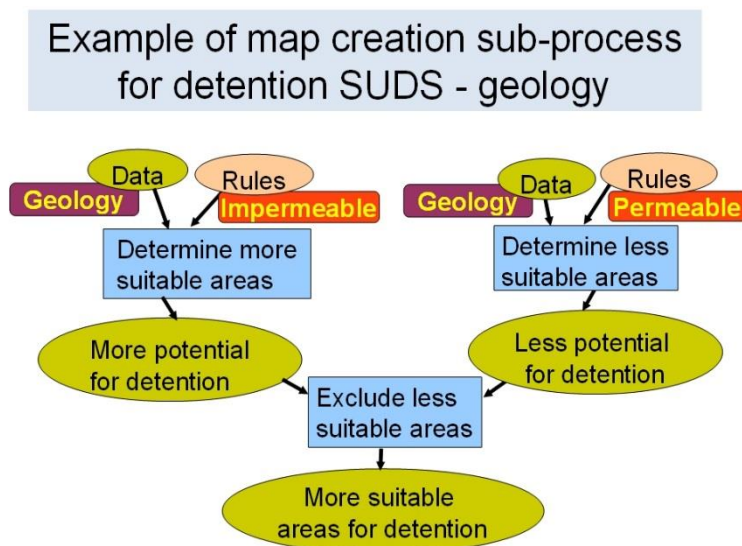 Example of map creation sub-process
for detention SUDS - geology
Data
Rules
Geology
Impermeable
Data
Rules
Geology
Permeable
Determine more
suitable areas
Determine less
suitable areas
More potential
for detention
Less potential
for detention
Exclude less
suitable areas
More suitable
areas for detention